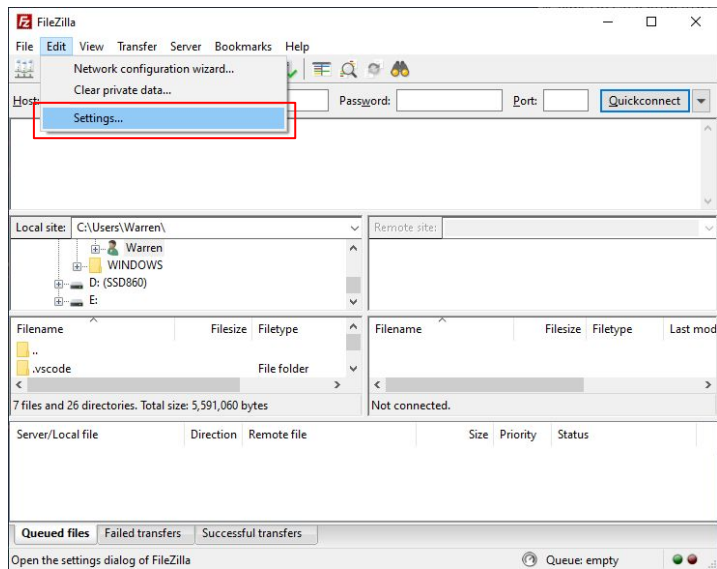 FileZilla
File Edit View Transfer Server Bookmarks Help
Network configuration wizard...
Clear private data...
Settings...
Host: Password: Port: Quickconnect
Local site: C:\Users\Warren\
Warren
WINDOWS
D: (SSD860)
E:
Remote site:
Filename Filesize Filetype
..
.vscode File folder
7 files and 26 directories. Total size: 5,591,060 bytes
Filename Filesize Filetype Last mod
Not connected.
Server/Local file Direction Remote file Size Priority Status
Queued files Failed transfers Successful transfers
Open the settings dialog of FileZilla Queue: empty